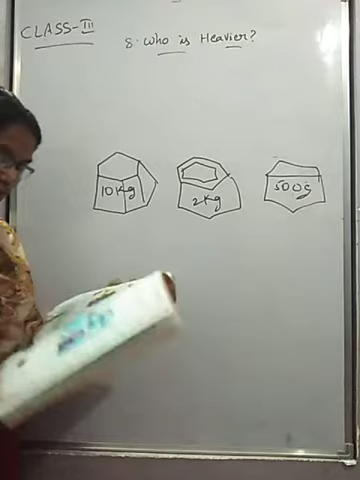 CLASS-III
8. Who is Heavier?
10Kg
2Kg
500g